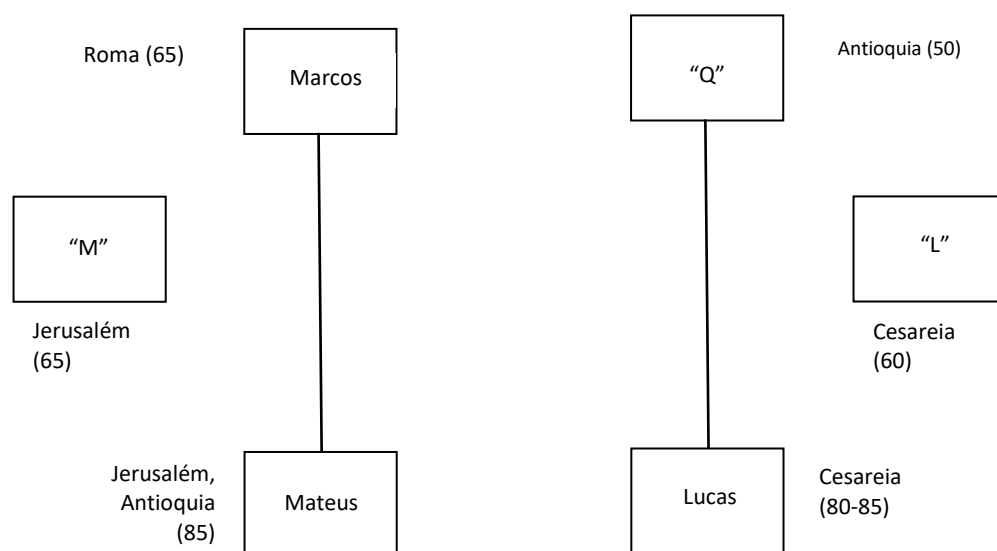 Roma (65)
Marcos
“Q”
Antioquia (50)
“M”
“L”
Jerusalém
(65)
Cesareia
(60)
Jerusalém,
Antioquia
(85)
Mateus
Lucas
Cesareia
(80-85)